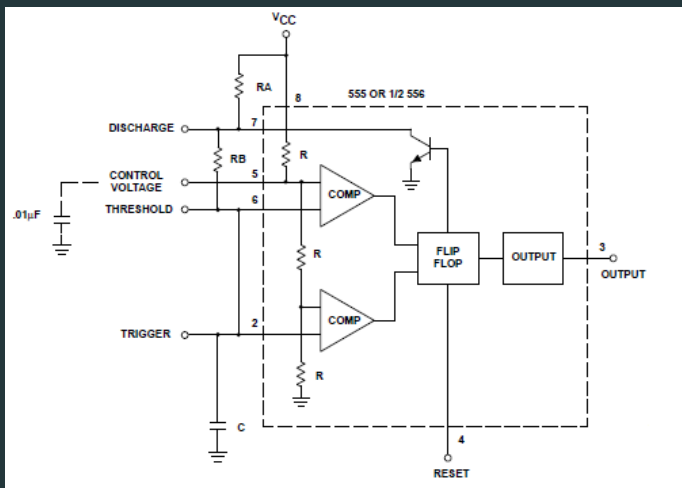 VCC
RA
8
555 OR 1/2 556
DISCHARGE
7
RB
R
CONTROL
VOLTAGE
5
COMP
THRESHOLD
6
.01µF
R
FLIP
FLOP
OUTPUT
3
OUTPUT
COMP
TRIGGER
2
R
C
4
RESET